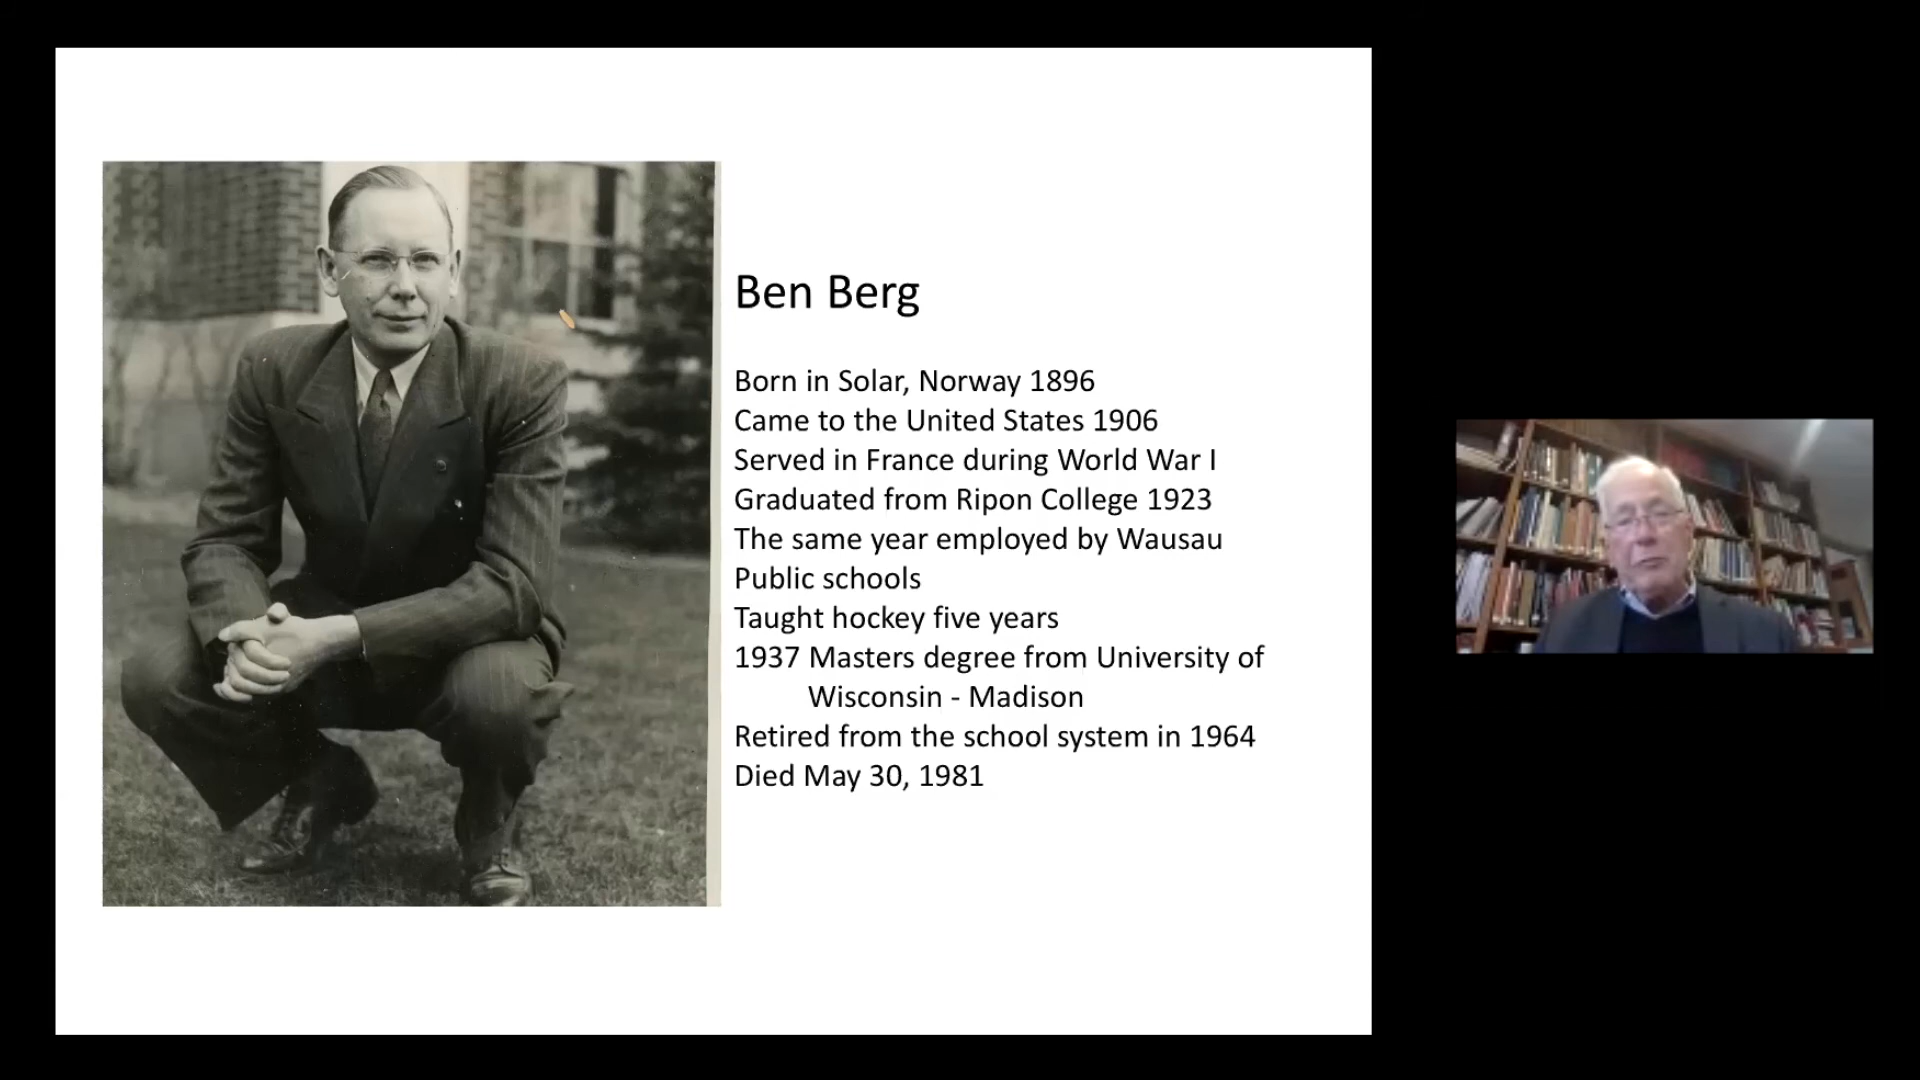 Ben Berg
Born in Solar, Norway 1896
Came to the United States 1906
Served in France during World War I
Graduated from Ripon College 1923
The same year employed by Wausau
Public schools
Taught hockey five years
1937 Masters degree from University of
Wisconsin - Madison
Retired from the school system in 1964
Died May 30, 1981